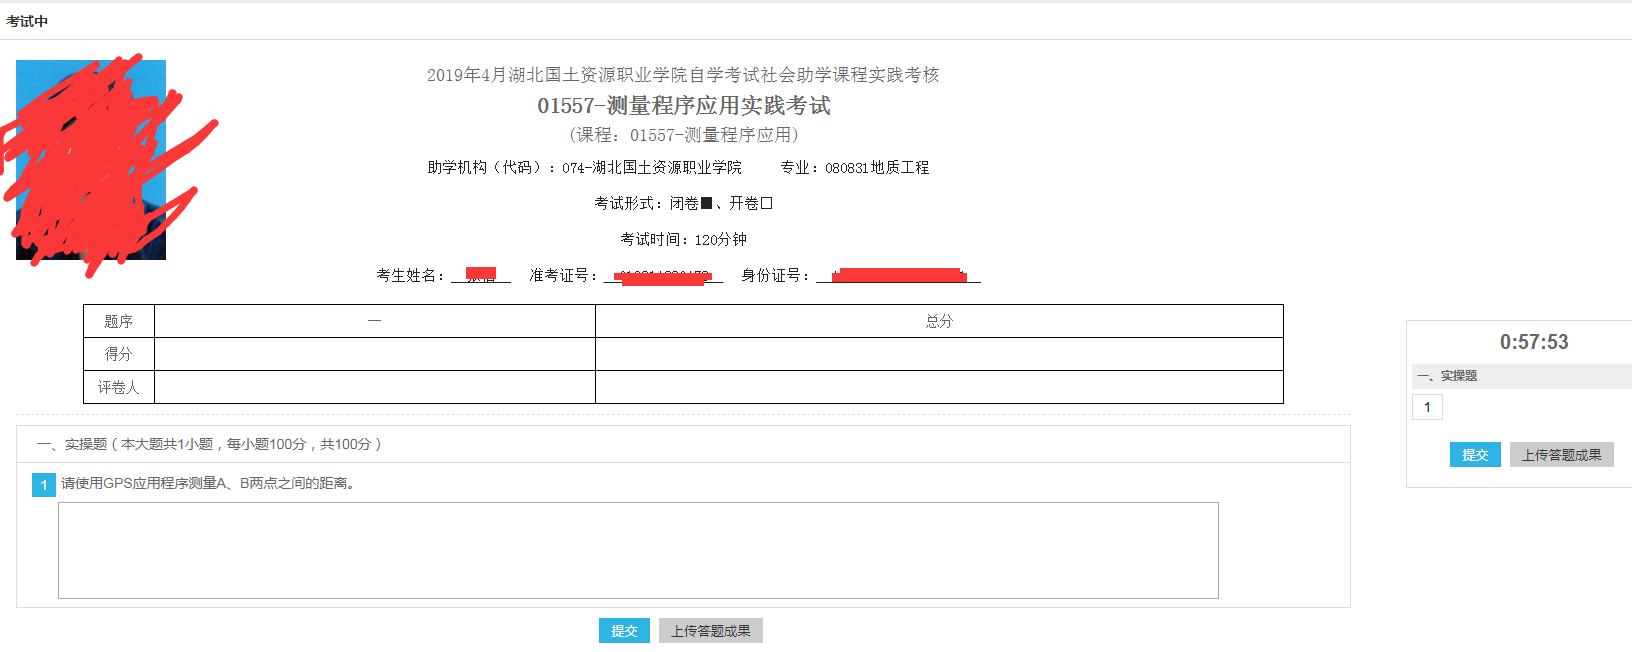 考试中
2019年4月湖北国土资源职业学院自学考试社会助学课程实践考核
01557-测量程序应用实践考试
(课程：01557-测量程序应用)
助学机构（代码）：074-湖北国土资源职业学院 专业：080831地质工程
考试形式：闭卷■、开卷□
考试时间：120分钟
考生姓名： 准考证号： 身份证号：
题序 一 总分
得分
评卷人
0:57:53
一、实操题
1
提交 上传答题成果
一、实操题（本大题共1小题，每小题100分，共100分）
1 请使用GPS应用程序测量A、B两点之间的距离。
提交 上传答题成果